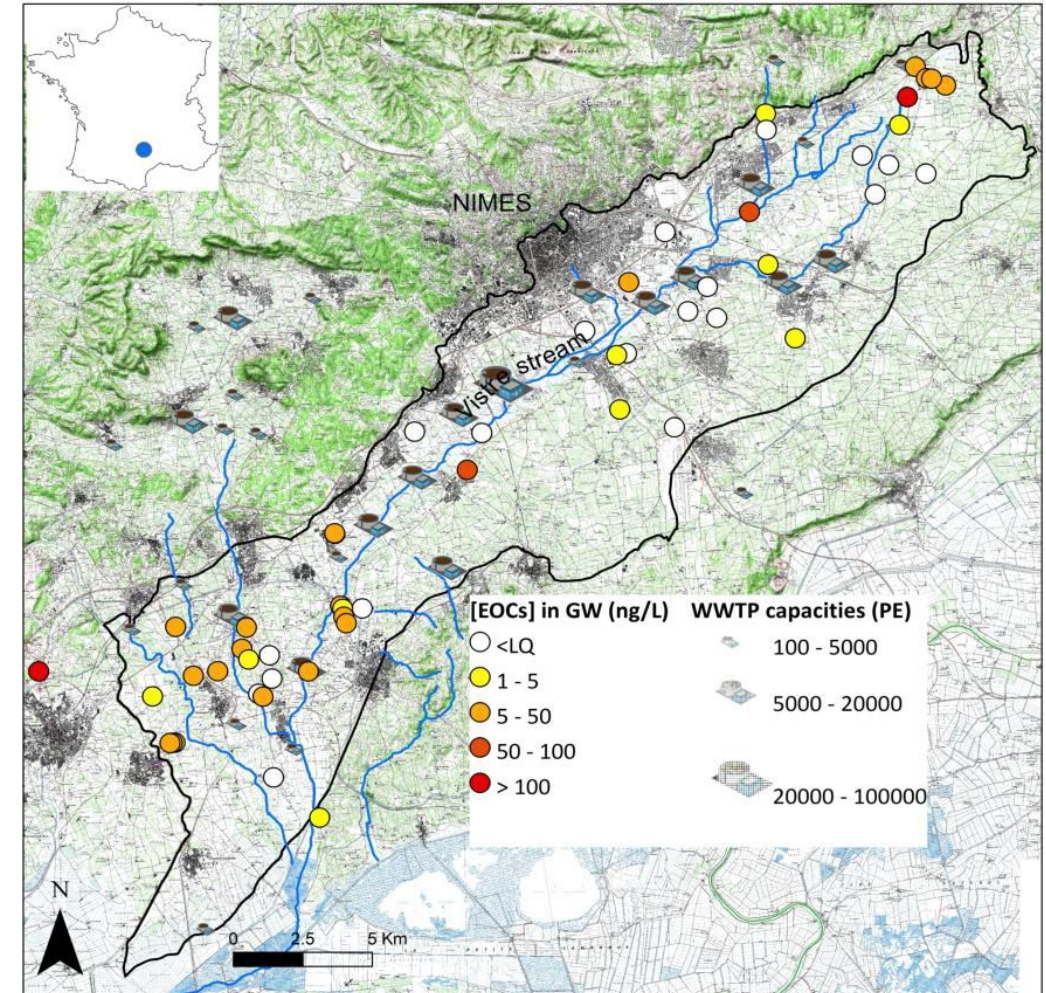 NIMES
Vistre stream
[EOCs] in GW (ng/L)
<LQ
1 - 5
5 - 50
50 - 100
> 100
WWTP capacities (PE)
100 - 5000
5000 - 20000
20000 - 100000
N
0 2.5 5 Km